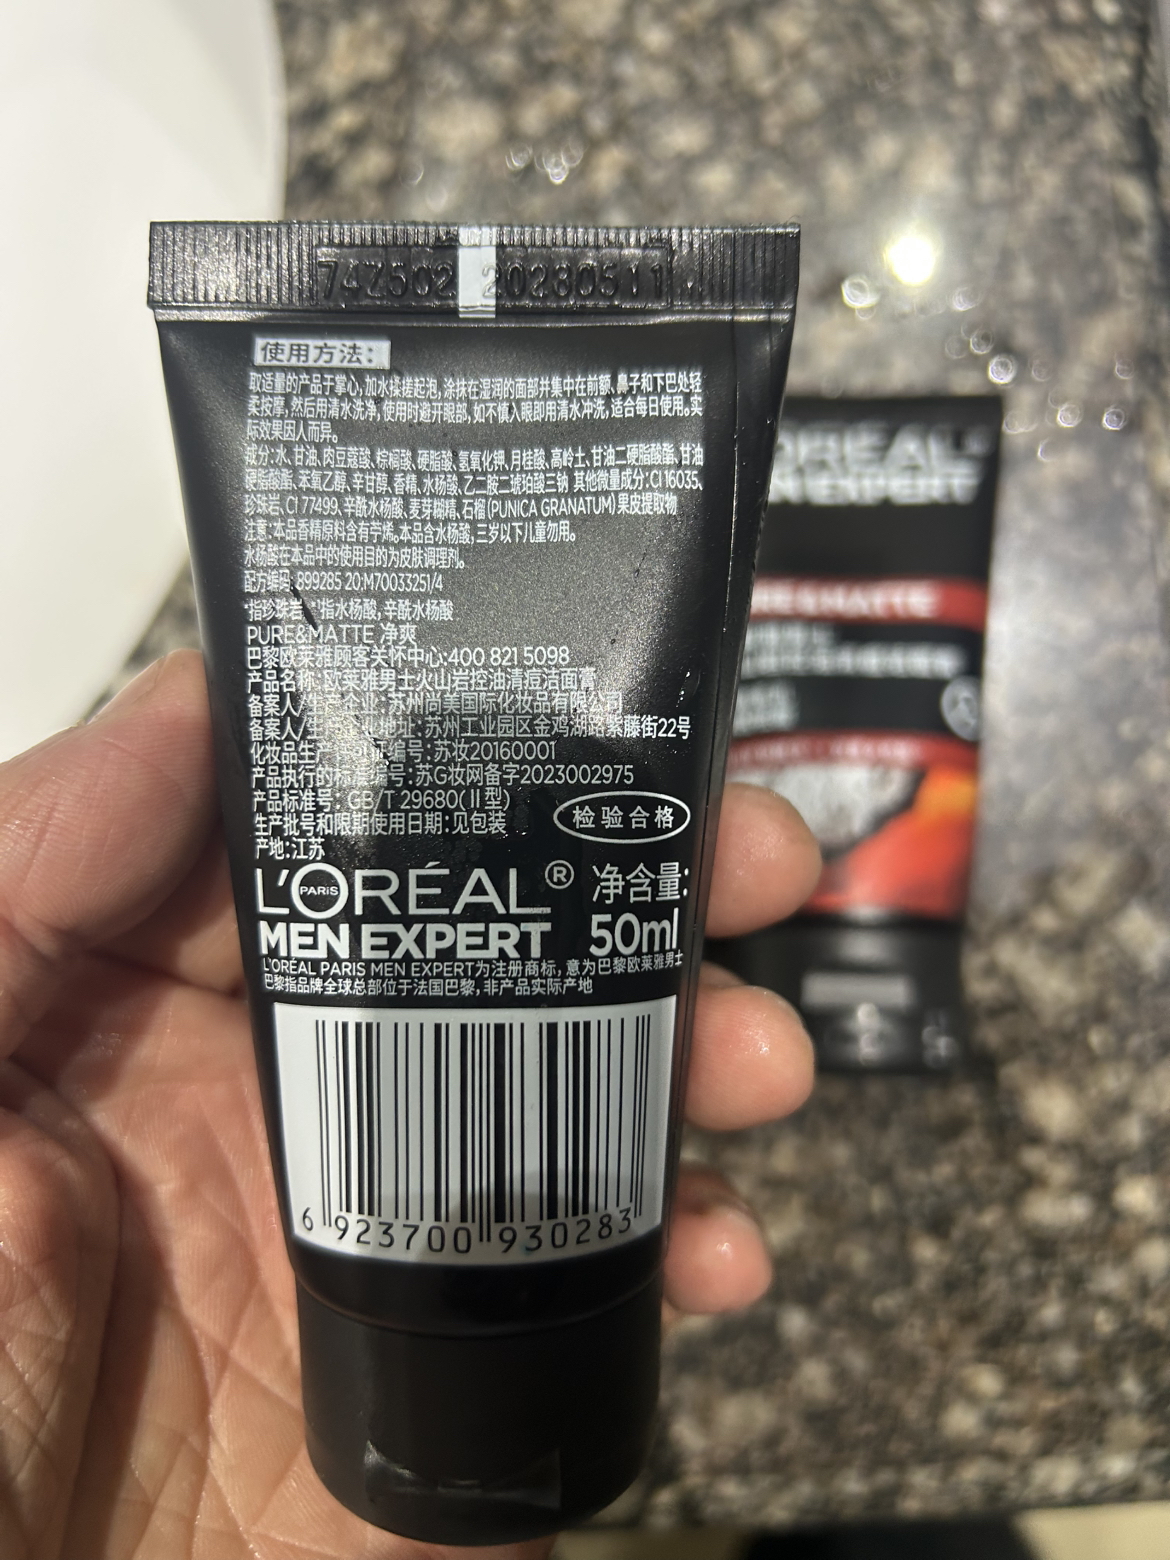 747502 20280511
使用方法:
取适量的产品于掌心,加水揉搓起泡,涂抹在湿润的面部并集中在前额、鼻子和下巴处轻
柔按摩,然后用清水洗净,使用时避开眼部,如不慎入眼即用清水冲洗,适合每日使用。实
际效果因人而异。
成分:水、甘油、肉豆蔻酸、棕榈酸、硬脂酸、氢氧化钾、月桂酸、高岭土、甘油二硬脂酸酯、甘油
硬脂酸酯、苯氧乙醇、辛甘醇、香精、水杨酸、乙二胺二琥珀酸三钠 其他微量成分:CI 16035、
珍珠岩、CI 77499、辛酰水杨酸、麦芽糊精、石榴(PUNICA GRANATUM)果皮提取物
注意:本品香精原料含有柠烯。本品含水杨酸,三岁以下儿童勿用。
水杨酸在本品中的使用目的为皮肤调理剂。
配方编码: B99285 20:M7003325I/4
指珍珠岩 指水杨酸,辛酰水杨酸
PURE&MATTE 净爽
巴黎欧莱雅顾客关怀中心:400 821 5098
产品名 欧莱雅男士火山岩控油清痘洁面膏
备案人/ 企业: 苏州尚美国际化妆品有限公司
备案人/生 地址: 苏州工业园区金鸡湖路紫藤街22号
化妆品生产 可 编号:苏妆20160001
产品执行的标 编号:苏G妆网备字2023002975
产品标准号: GB/T 29680(II型)
生产批号和限期使用日期:见包装
检验合格
产地:江苏
L'ORÉAL® PARIS
净含量:
MEN EXPERT 50ml
L'ORÉAL PARIS MEN EXPERT为注册商标,意为巴黎欧莱雅男士
巴黎指品牌全球总部位于法国巴黎,非产品实际产地
6 923700 930283
ORÉAL
N EXPERT
E&MATTE